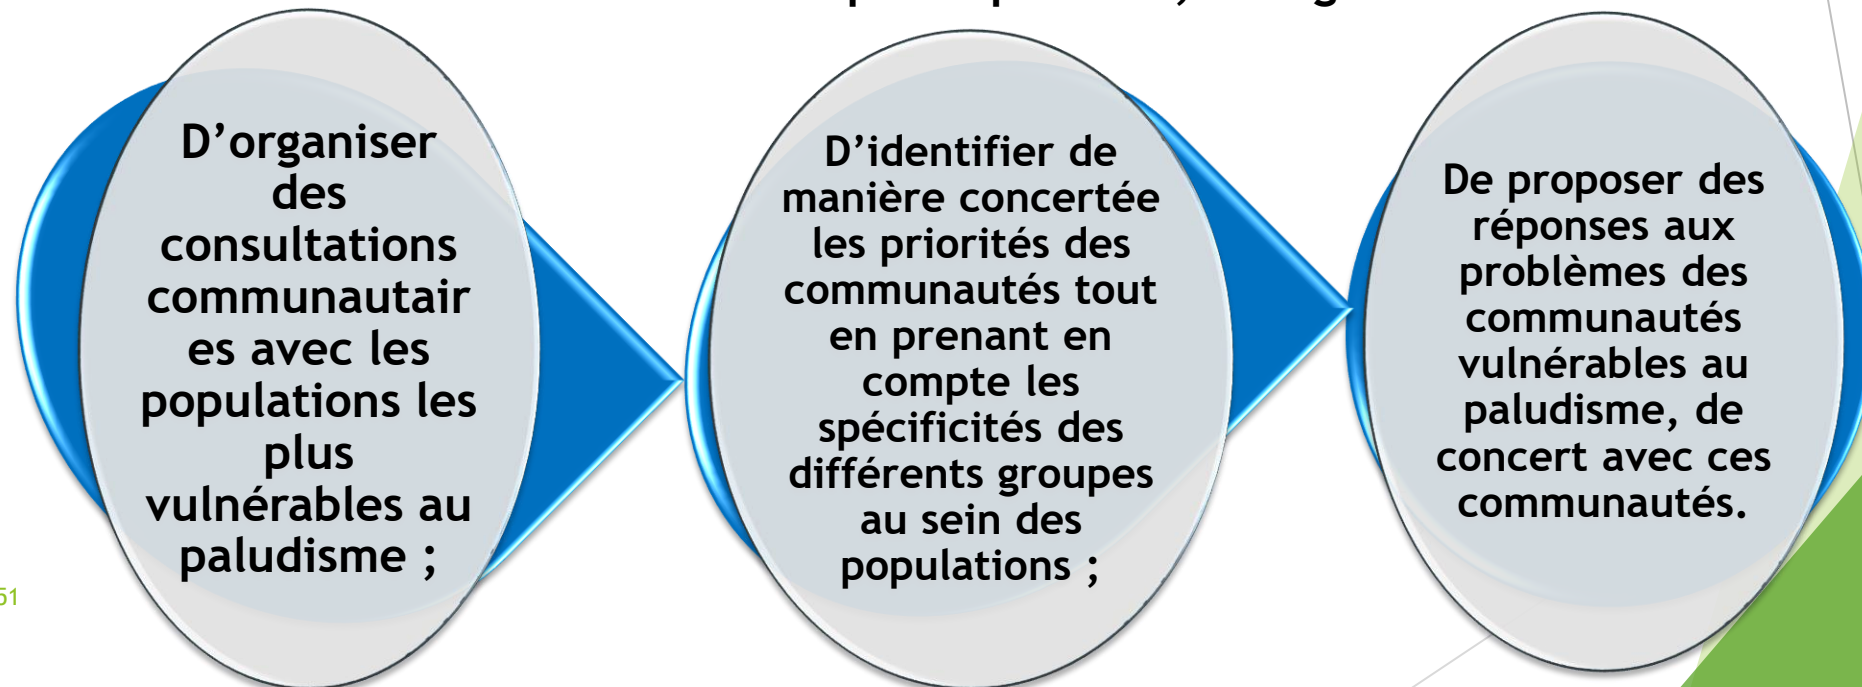 D’organiser
des
consultations
communautair
es avec les
populations les
plus
vulnérables au
paludisme ;
D’identifier de
manière concertée
les priorités des
communautés tout
en prenant en
compte les
spécificités des
différents groupes
au sein des
populations ;
De proposer des
réponses aux
problèmes des
communautés
vulnérables au
paludisme, de
concert avec ces
communautés.
51